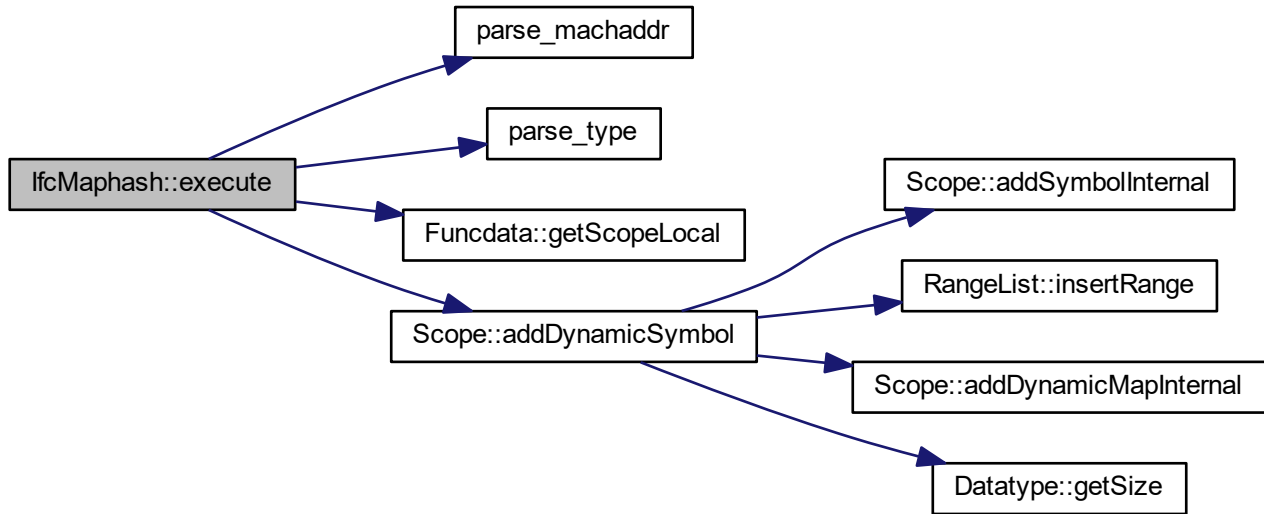 parse_machaddr
parse_type
IfcMaphash::execute
Scope::addSymbolInternal
Funcdata::getScopeLocal
RangeList::insertRange
Scope::addDynamicSymbol
Scope::addDynamicMapInternal
Datatype::getSize